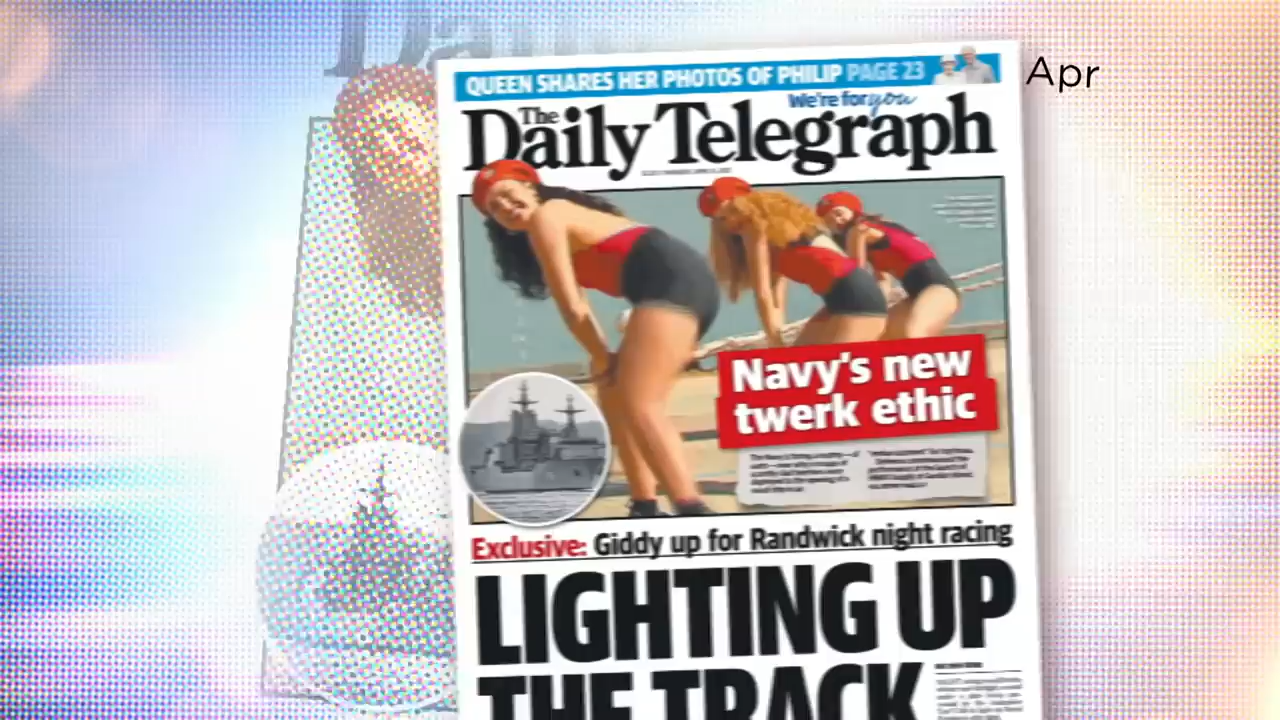 QUEEN SHARES HER PHOTOS OF PHILIP PAGE 23
Apr
We're for you
The
Daily Telegraph
Navy's new
twerk ethic
Exclusive: Giddy up for Randwick night racing
LIGHTING UP
THE TRACK